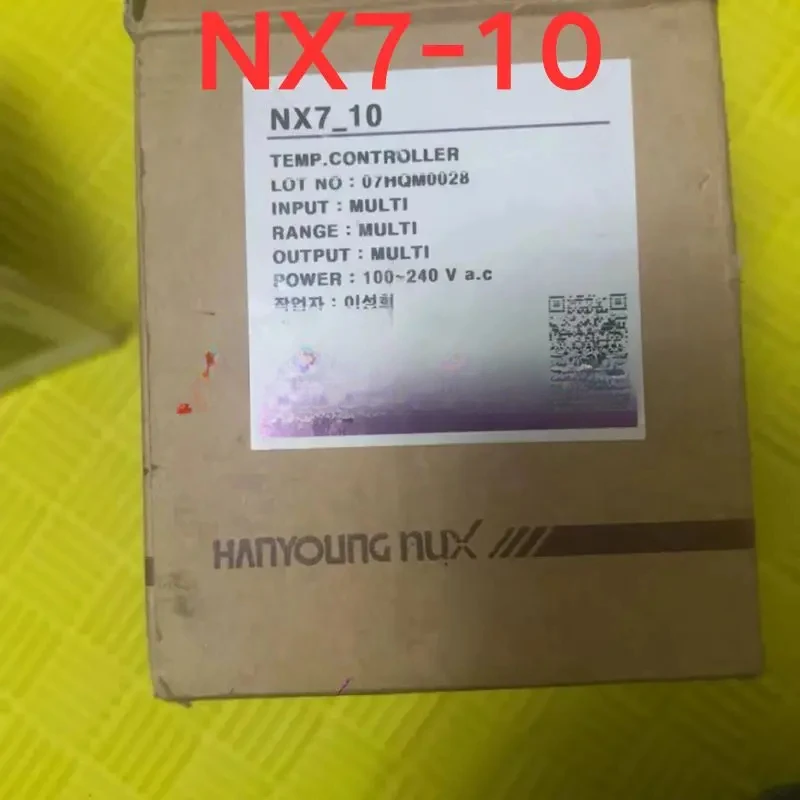 NX7-10
NX7_10
TEMP.CONTROLLER
LOT NO : 07HQM0028
INPUT : MULTI
RANGE : MULTI
OUTPUT : MULTI
POWER : 100~240 V a.c
작업자 : 이선희
HANYOUNG nux